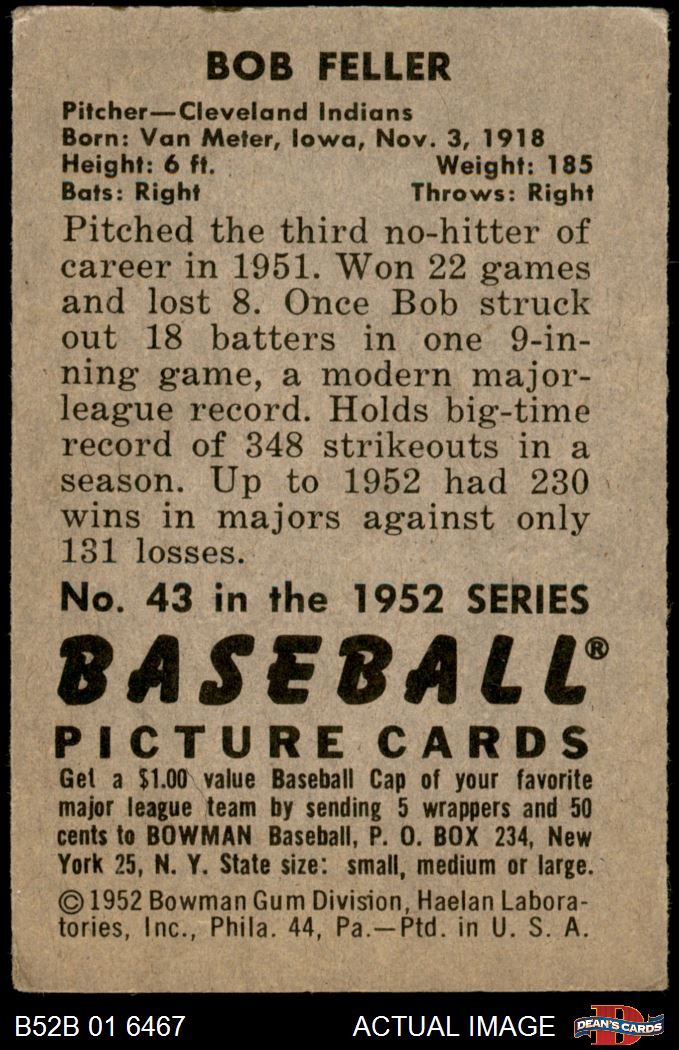 BOB FELLER
Pitcher—Cleveland Indians
Born: Van Meter, Iowa, Nov. 3, 1918
Height: 6 ft. Weight: 185
Bats: Right Throws: Right
Pitched the third no-hitter of
career in 1951. Won 22 games
and lost 8. Once Bob struck
out 18 batters in one 9-in-
ning game, a modern major-
league record. Holds big-time
record of 348 strikeouts in a
season. Up to 1952 had 230
wins in majors against only
131 losses.
No. 43 in the 1952 SERIES
BASEBALL®
PICTURE CARDS
Get a $1.00 value Baseball Cap of your favorite
major league team by sending 5 wrappers and 50
cents to BOWMAN Baseball, P. O. BOX 234, New
York 25, N. Y. State size: small, medium or large.
© 1952 Bowman Gum Division, Haelan Labora-
tories, Inc., Phila. 44, Pa.—Ptd. in U. S. A.
B52B 01 6467 ACTUAL IMAGE D DEAN'S CARDS